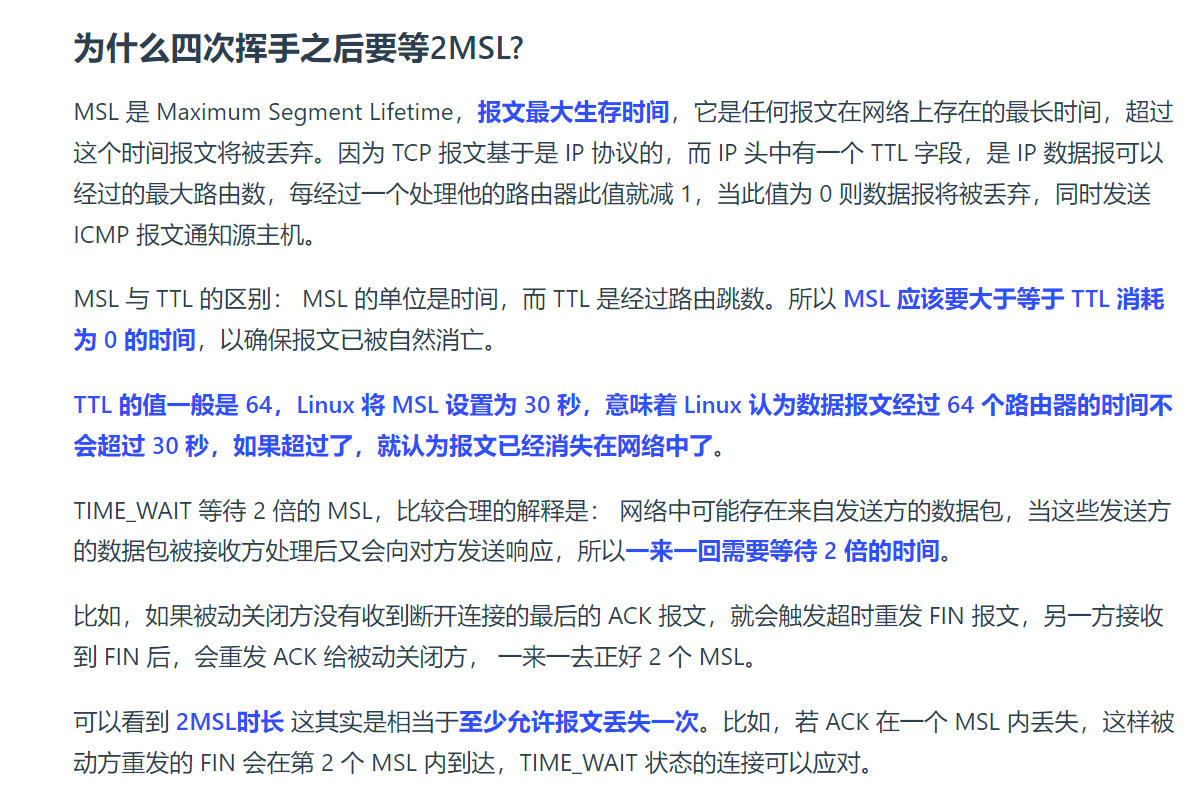 为什么四次挥手之后要等2MSL?
MSL 是 Maximum Segment Lifetime，报文最大生存时间，它是任何报文在网络上存在的最长时间，超过
这个时间报文将被丢弃。因为 TCP 报文基于是 IP 协议的，而 IP 头中有一个 TTL 字段，是 IP 数据报可以
经过的最大路由数，每经过一个处理他的路由器此值就减 1，当此值为 0 则数据报将被丢弃，同时发送
ICMP 报文通知源主机。
MSL 与 TTL 的区别： MSL 的单位是时间，而 TTL 是经过路由跳数。所以 MSL 应该要大于等于 TTL 消耗
为 0 的时间，以确保报文已被自然消亡。
TTL 的值一般是 64，Linux 将 MSL 设置为 30 秒，意味着 Linux 认为数据报文经过 64 个路由器的时间不
会超过 30 秒，如果超过了，就认为报文已经消失在网络中了。
TIME_WAIT 等待 2 倍的 MSL，比较合理的解释是： 网络中可能存在来自发送方的数据包，当这些发送方
的数据包被接收方处理后又会向对方发送响应，所以一来一回需要等待 2 倍的时间。
比如，如果被动关闭方没有收到断开连接的最后的 ACK 报文，就会触发超时重发 FIN 报文，另一方接收
到 FIN 后，会重发 ACK 给被动关闭方， 一来一去正好 2 个 MSL。
可以看到 2MSL时长 这其实是相当于至少允许报文丢失一次。比如，若 ACK 在一个 MSL 内丢失，这样被
动方重发的 FIN 会在第 2 个 MSL 内到达，TIME_WAIT 状态的连接可以应对。